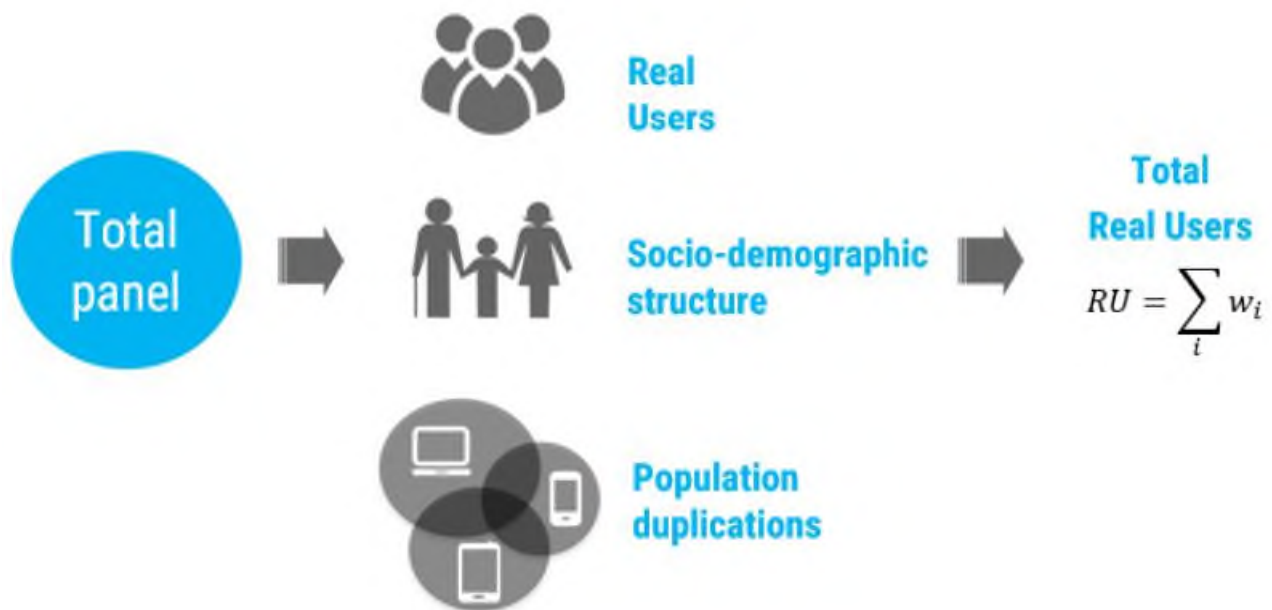 Total
panel
Real
Users
Socio-demographic
structure
Population
duplications
Total
Real Users
RU = ∑ w_i
i